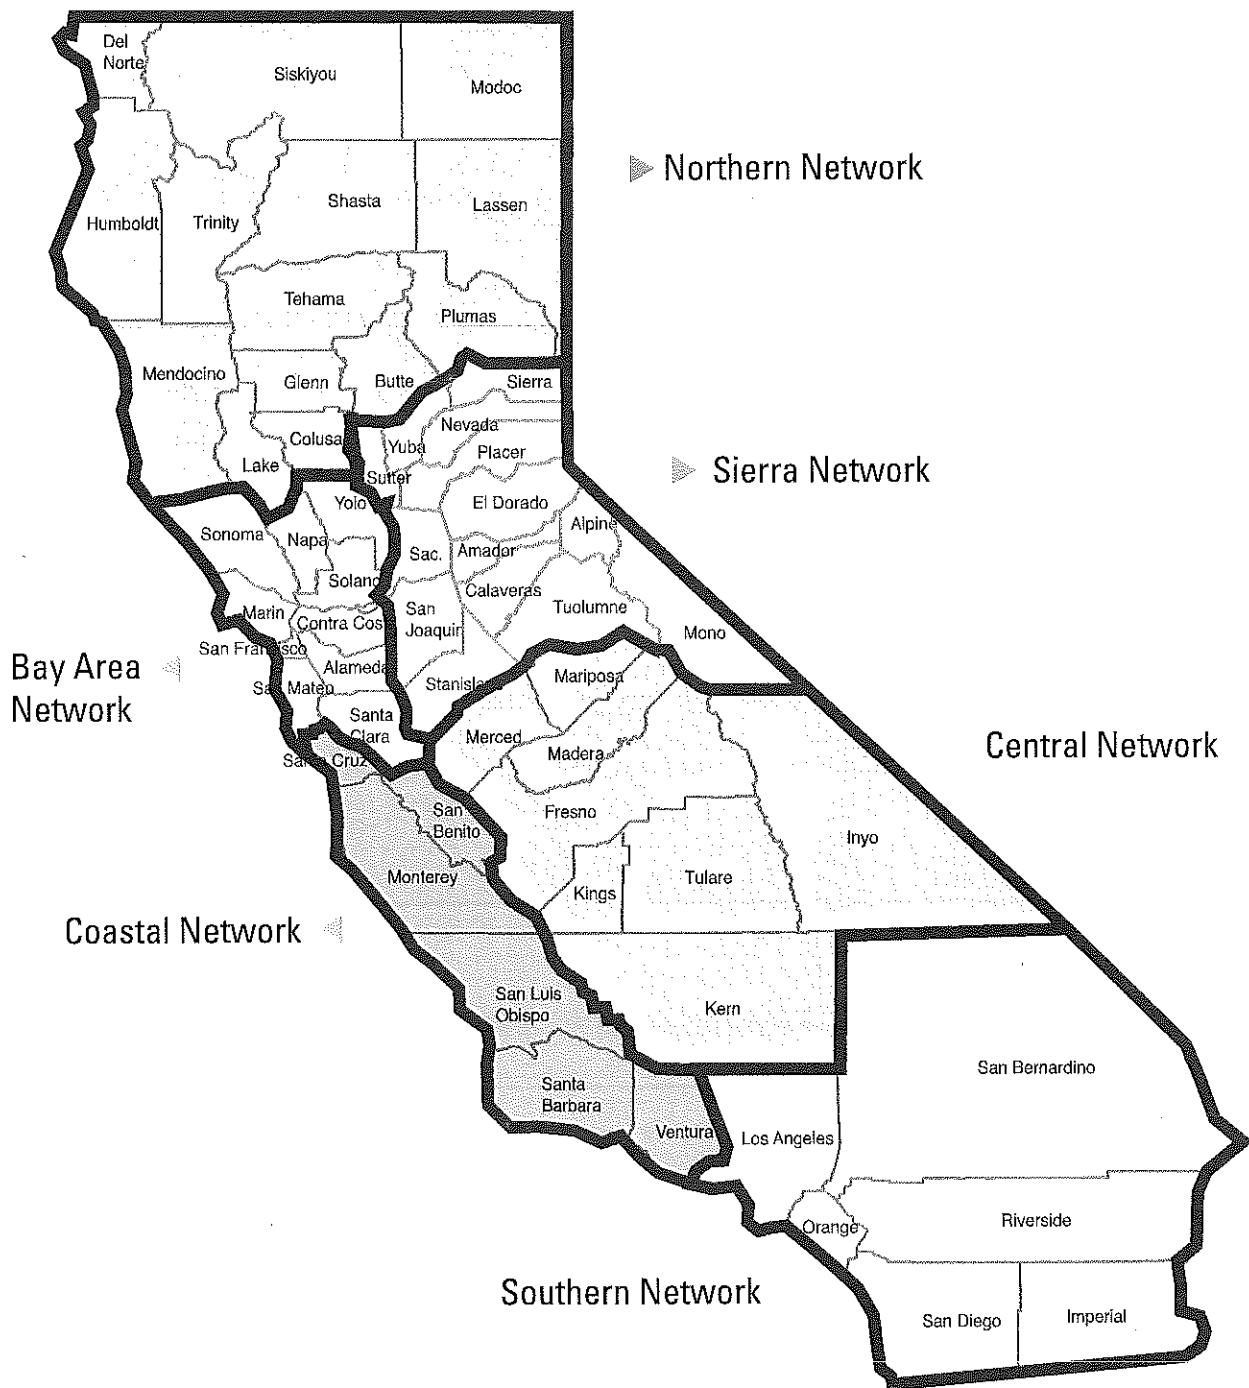 Del
Norte
Siskiyou
Modoc
Northern Network
Humboldt
Trinity
Shasta
Lassen
Tehama
Plumas
Mendocino
Glenn
Butte
Sierra
Colusa
Lake
Yuba
Nevada
Placer
Sutter
Sierra Network
Yolo
El Dorado
Sonoma
Napa
Sac.
Alpine
Amador
Solano
Calaveras
Marin
Contra Costa
San
Joaquin
Tuolumne
Mono
San Francisco
Bay Area
Network
Alameda
San Mateo
Stanislaus
Mariposa
Santa
Clara
Merced
Madera
Central Network
Santa Cruz
San
Benito
Fresno
Inyo
Monterey
Kings
Tulare
Coastal Network
San Luis
Obispo
Kern
San Bernardino
Santa
Barbara
Ventura
Los Angeles
Orange
Riverside
Southern Network
San Diego
Imperial